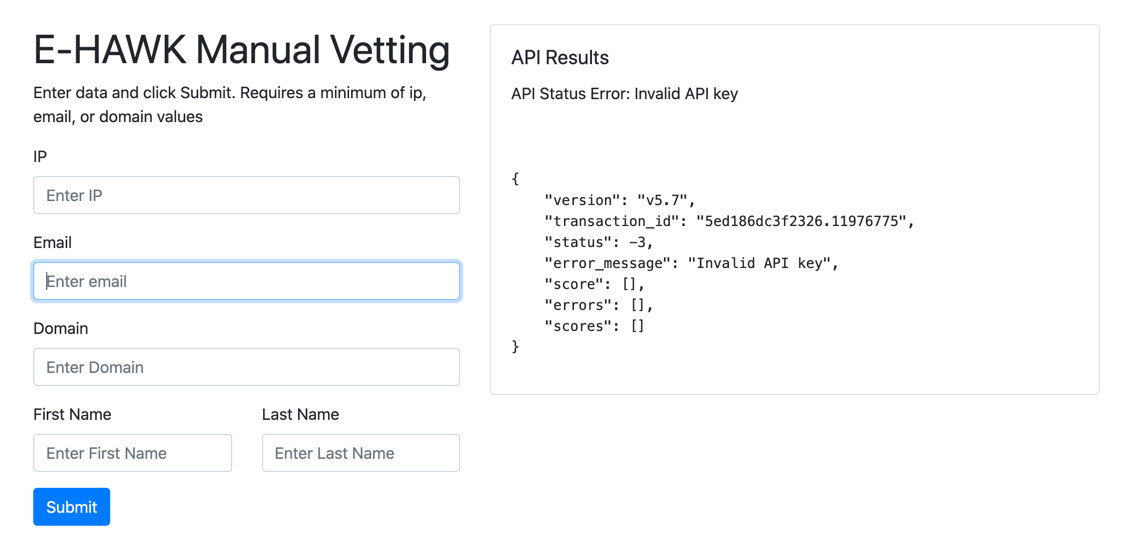 E-HAWK Manual Vetting
Enter data and click Submit. Requires a minimum of ip,
email, or domain values
IP
Enter IP
Email
Enter email
Domain
Enter Domain
First Name
Last Name
Enter First Name
Enter Last Name
Submit
API Results
API Status Error: Invalid API key
{
    "version": "v5.7",
    "transaction_id": "5ed186dc3f2326.11976775",
    "status": -3,
    "error_message": "Invalid API key",
    "score": [],
    "errors": [],
    "scores": []
}